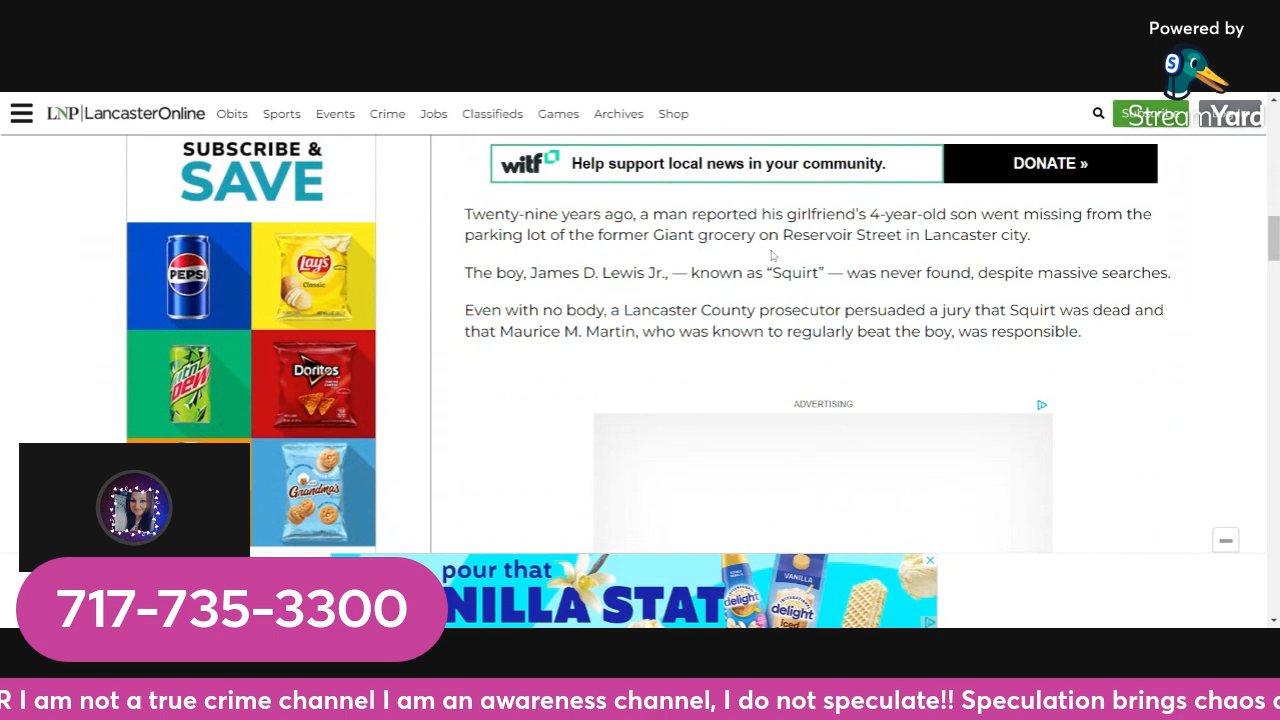 Powered by
StreamYard
LNP|LancasterOnline Obits Sports Events Crime Jobs Classifieds Games Archives Shop
SUBSCRIBE &
SAVE
witf Help support local news in your community. DONATE »
Twenty-nine years ago, a man reported his girlfriend's 4-year-old son went missing from the
parking lot of the former Giant grocery on Reservoir Street in Lancaster city.
The boy, James D. Lewis Jr., — known as “Squirt” — was never found, despite massive searches.
Even with no body, a Lancaster County prosecutor persuaded a jury that Squirt was dead and
that Maurice M. Martin, who was known to regularly beat the boy, was responsible.
PEPSI
Lay's
Classic
mtn
DEW
Doritos
Grandma's
ADVERTISING
pour that
NILLA STAT
delight
VANILLA
delight
iced
717-735-3300
R I am not a true crime channel I am an awareness channel, I do not speculate!! Speculation brings chaos